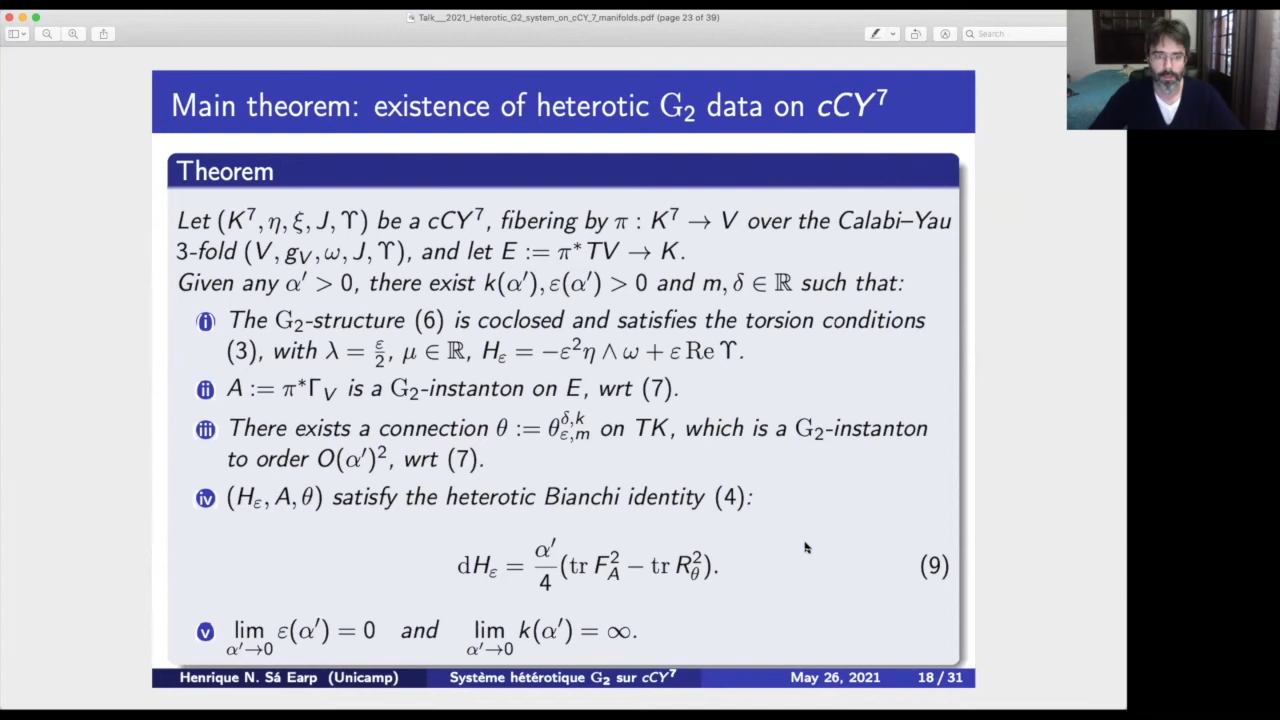 Talk__2021_Heterotic_G2_system_on_cCY_7_manifolds.pdf (page 23 of 39)
Search
Main theorem: existence of heterotic G₂ data on cCY⁷
Theorem
Let (K⁷, η, ξ, J, Υ) be a cCY⁷, fibering by π : K⁷ → V over the Calabi–Yau
3-fold (V, g_V, ω, J, Υ), and let E := π*TV → K.
Given any α′ > 0, there exist k(α′), ε(α′) > 0 and m, δ ∈ ℝ such that:
(i) The G₂-structure (6) is coclosed and satisfies the torsion conditions
(3), with λ = ε/2, μ ∈ ℝ, H_ε = −ε²η ∧ ω + ε Re Υ.
(ii) A := π*Γ_V is a G₂-instanton on E, wrt (7).
(iii) There exists a connection θ := θ_{ε,m}^{δ,k} on TK, which is a G₂-instanton
to order O(α′)², wrt (7).
(iv) (H_ε, A, θ) satisfy the heterotic Bianchi identity (4):
dH_ε = α′/4 (tr F_A² − tr R_θ²). (9)
(v) lim_{α′→0} ε(α′) = 0 and lim_{α′→0} k(α′) = ∞.
Henrique N. Sá Earp (Unicamp) Système hétérotique G₂ sur cCY⁷ May 26, 2021 18 / 31